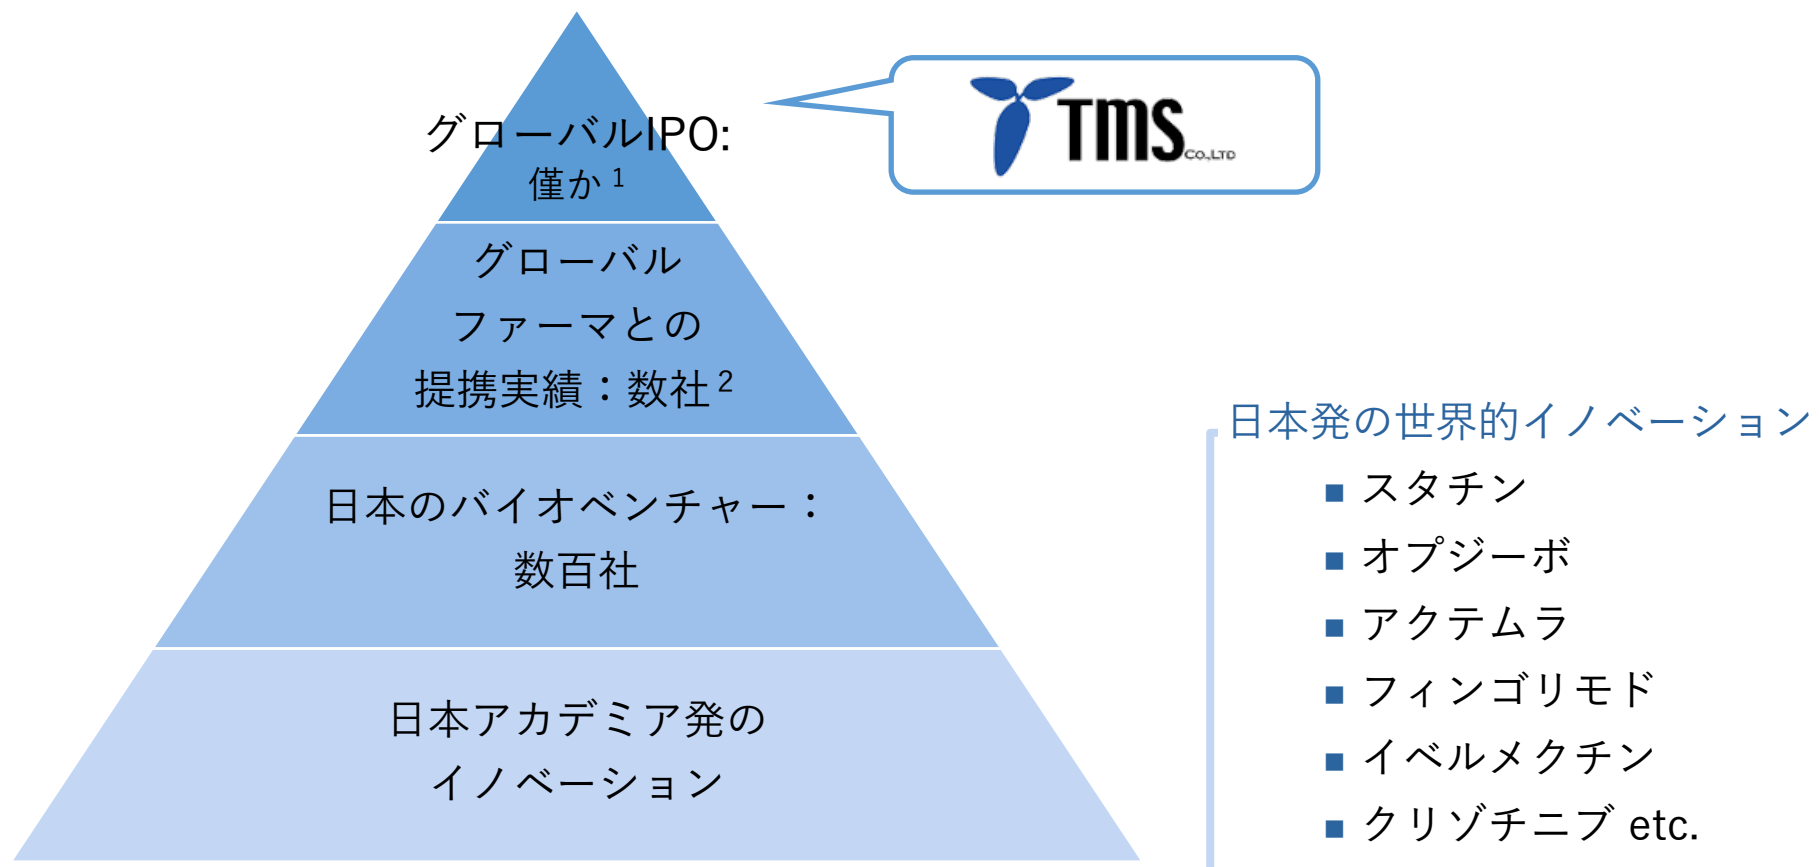 グローバルIPO:
僅か¹
TMS CO.,LTD
グローバル
ファーマとの
提携実績：数社²
日本のバイオベンチャー：
数百社
日本アカデミア発の
イノベーション
日本発の世界的イノベーション
■ スタチン
■ オプジーボ
■ アクテムラ
■ フィンゴリモド
■ イベルメクチン
■ クリゾチニブ etc.